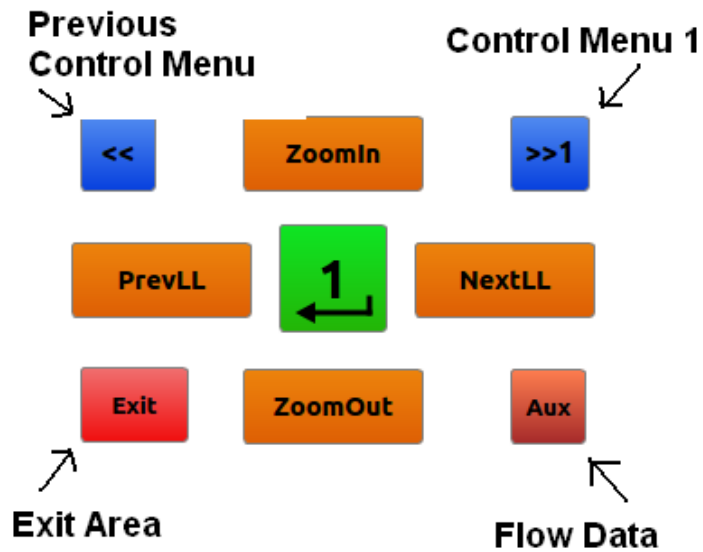 Previous
Control Menu
Control Menu 1
<<
ZoomIn
>>1
PrevLL
1
NextLL
Exit
ZoomOut
Aux
Exit Area
Flow Data